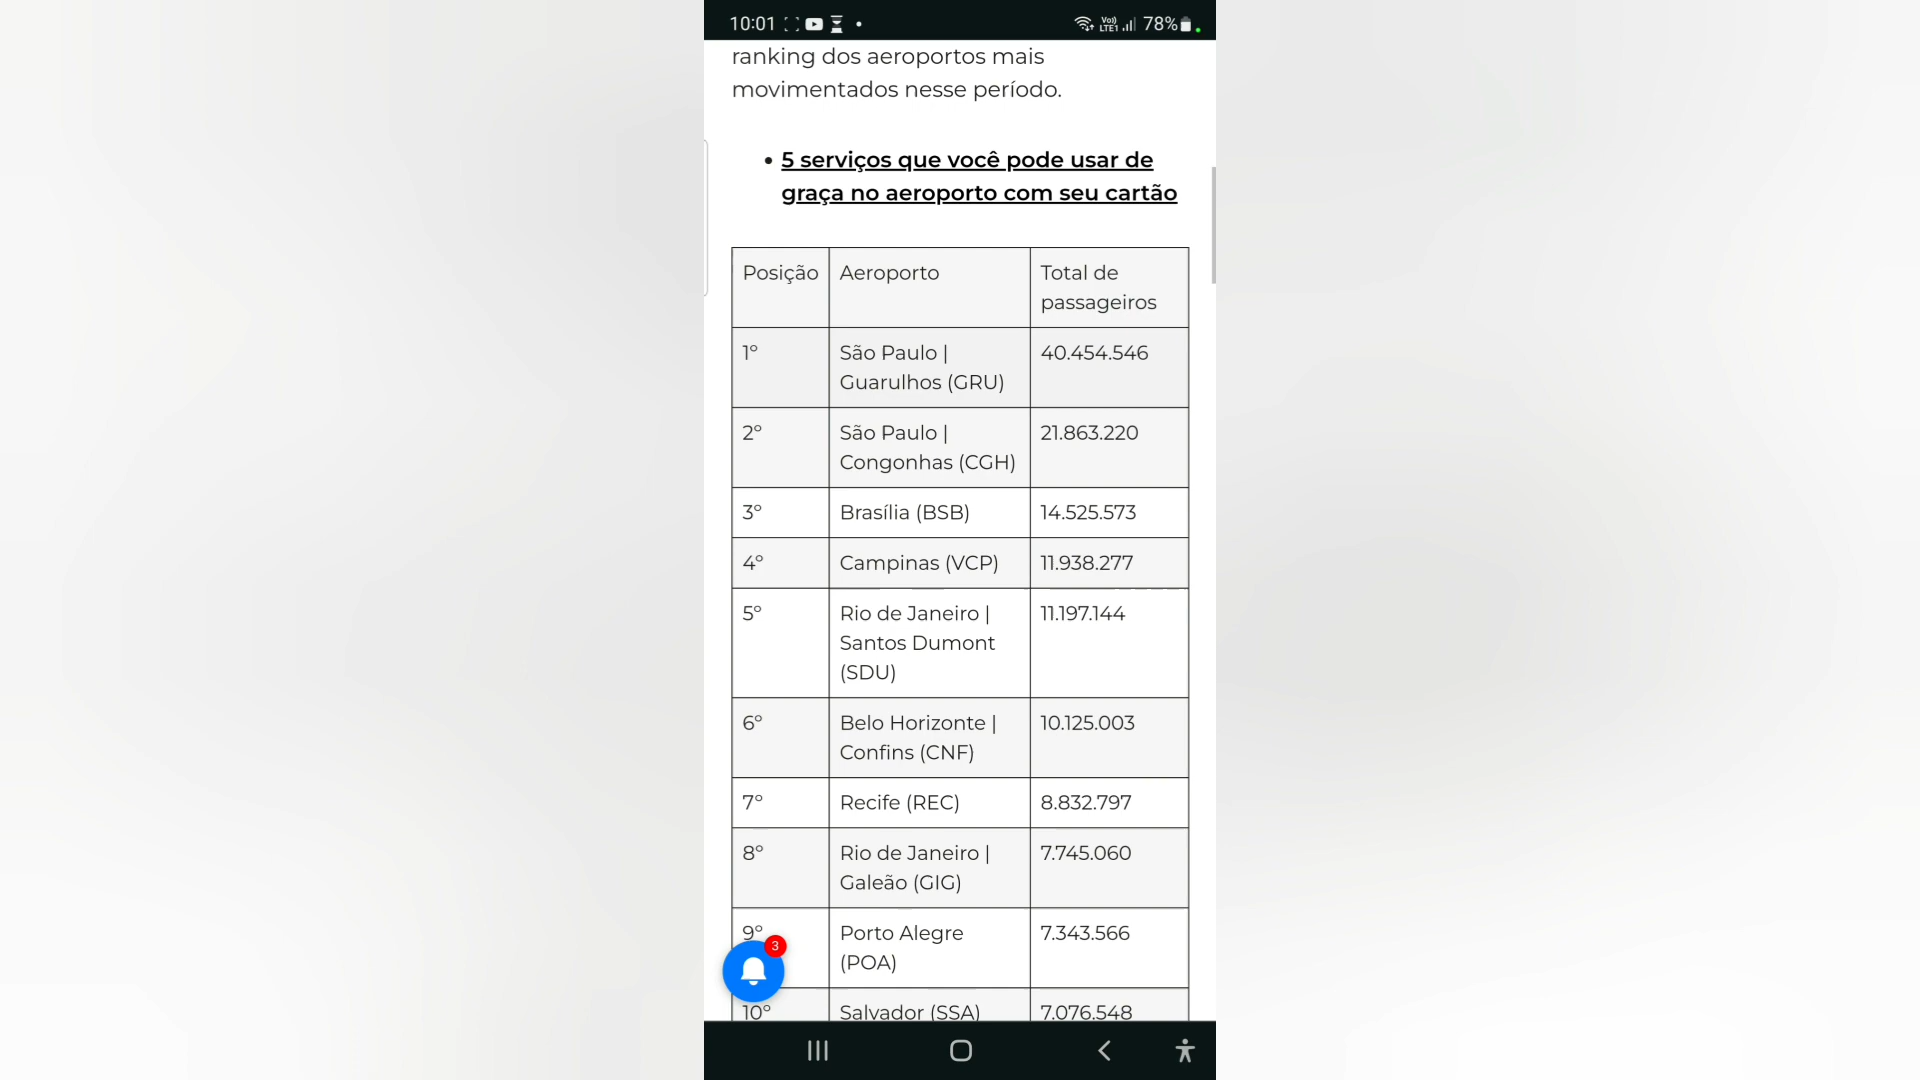 10:01
Vo))
LTE1
78%
ranking dos aeroportos mais
movimentados nesse período.
• 5 serviços que você pode usar de
graça no aeroporto com seu cartão
Posição Aeroporto Total de
passageiros
1º São Paulo | 40.454.546
Guarulhos (GRU)
2º São Paulo | 21.863.220
Congonhas (CGH)
3º Brasília (BSB) 14.525.573
4º Campinas (VCP) 11.938.277
5º Rio de Janeiro | 11.197.144
Santos Dumont
(SDU)
6º Belo Horizonte | 10.125.003
Confins (CNF)
7º Recife (REC) 8.832.797
8º Rio de Janeiro | 7.745.060
Galeão (GIG)
9º Porto Alegre 7.343.566
(POA)
3
10º Salvador (SSA) 7.076.548